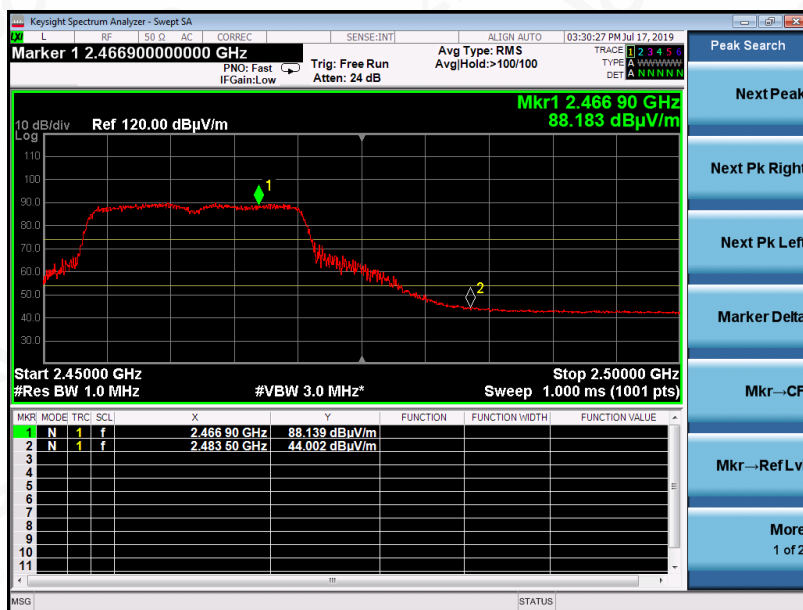 Keysight Spectrum Analyzer - Swept SA
LXI L RF 50 Ω AC CORREC SENSE:INT ALIGN AUTO 03:30:27 PM Jul 17, 2019
Marker 1 2.466900000000 GHz
PNO: Fast
IFGain:Low
Trig: Free Run
Atten: 24 dB
Avg Type: RMS
Avg|Hold:>100/100
TRACE 1 2 3 4 5 6
TYPE A WWWWW
DET A N N N N N
Mkr1 2.466 90 GHz
88.183 dBµV/m
10 dB/div Ref 120.00 dBµV/m
Log
110
100
90.0
80.0
70.0
60.0
50.0
40.0
30.0
1
2
Start 2.45000 GHz Stop 2.50000 GHz
#Res BW 1.0 MHz #VBW 3.0 MHz* Sweep 1.000 ms (1001 pts)
MKR MODE TRC SCL X Y FUNCTION FUNCTION WIDTH FUNCTION VALUE
1 N 1 f 2.466 90 GHz 88.139 dBµV/m
2 N 1 f 2.483 50 GHz 44.002 dBµV/m
3
4
5
6
7
8
9
10
11
MSG STATUS
Peak Search
Next Peak
Next Pk Right
Next Pk Left
Marker Delta
Mkr→CF
Mkr→Ref Lv
More
1 of 2